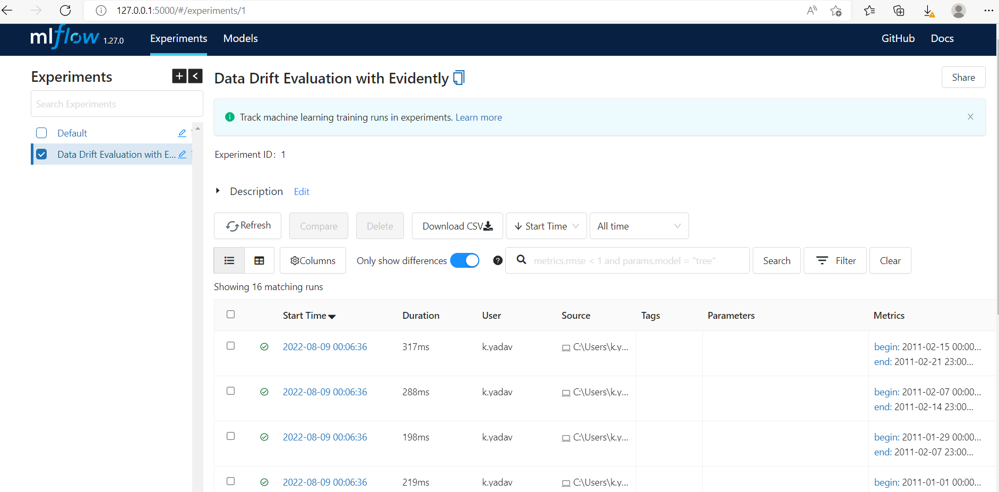 127.0.0.1:5000/#/experiments/1
mlflow 1.27.0 Experiments Models GitHub Docs
Experiments
Search Experiments
Default
Data Drift Evaluation with E...
Data Drift Evaluation with Evidently
Share
Track machine learning training runs in experiments. Learn more
Experiment ID: 1
Description Edit
Refresh Compare Delete Download CSV Start Time All time
Columns Only show differences metrics.rmse < 1 and params.model = "tree" Search Filter Clear
Showing 16 matching runs
Start Time Duration User Source Tags Parameters Metrics
2022-08-09 00:06:36 317ms k.yadav C:\Users\k.y... begin: 2011-02-15 00:00...
end: 2011-02-21 23:00...
2022-08-09 00:06:36 288ms k.yadav C:\Users\k.y... begin: 2011-02-07 00:00...
end: 2011-02-14 23:00...
2022-08-09 00:06:36 198ms k.yadav C:\Users\k.y... begin: 2011-01-29 00:00...
end: 2011-02-07 23:00...
2022-08-09 00:06:36 219ms k.yadav C:\Users\k.y... begin: 2011-01-01 00:00...